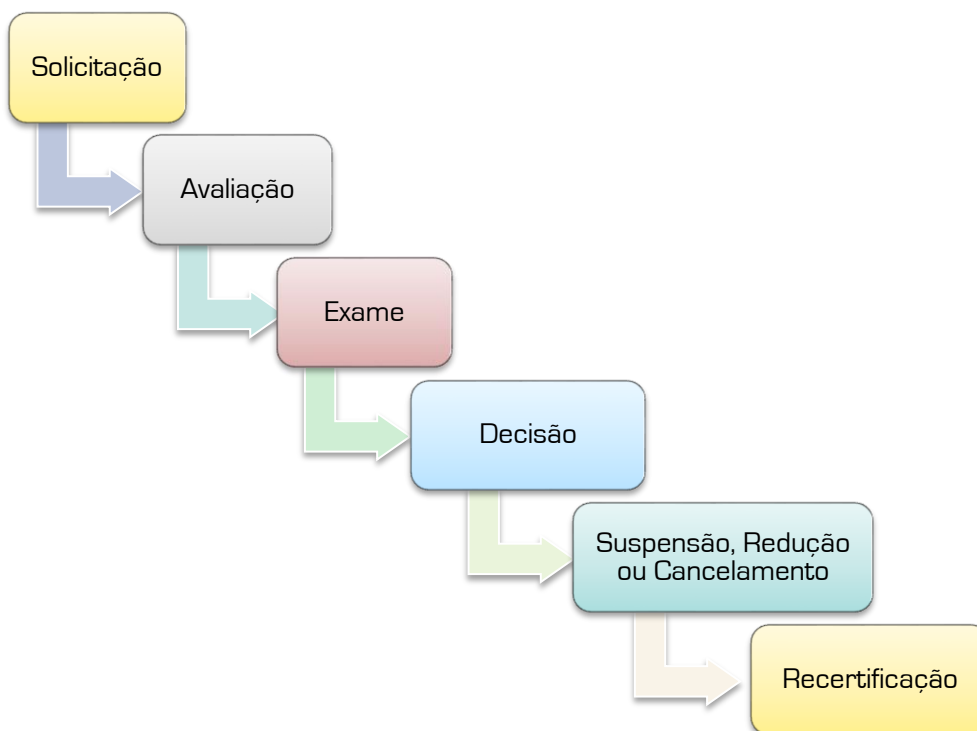 Solicitação
Avaliação
Exame
Decisão
Suspensão, Redução
ou Cancelamento
Recertificação